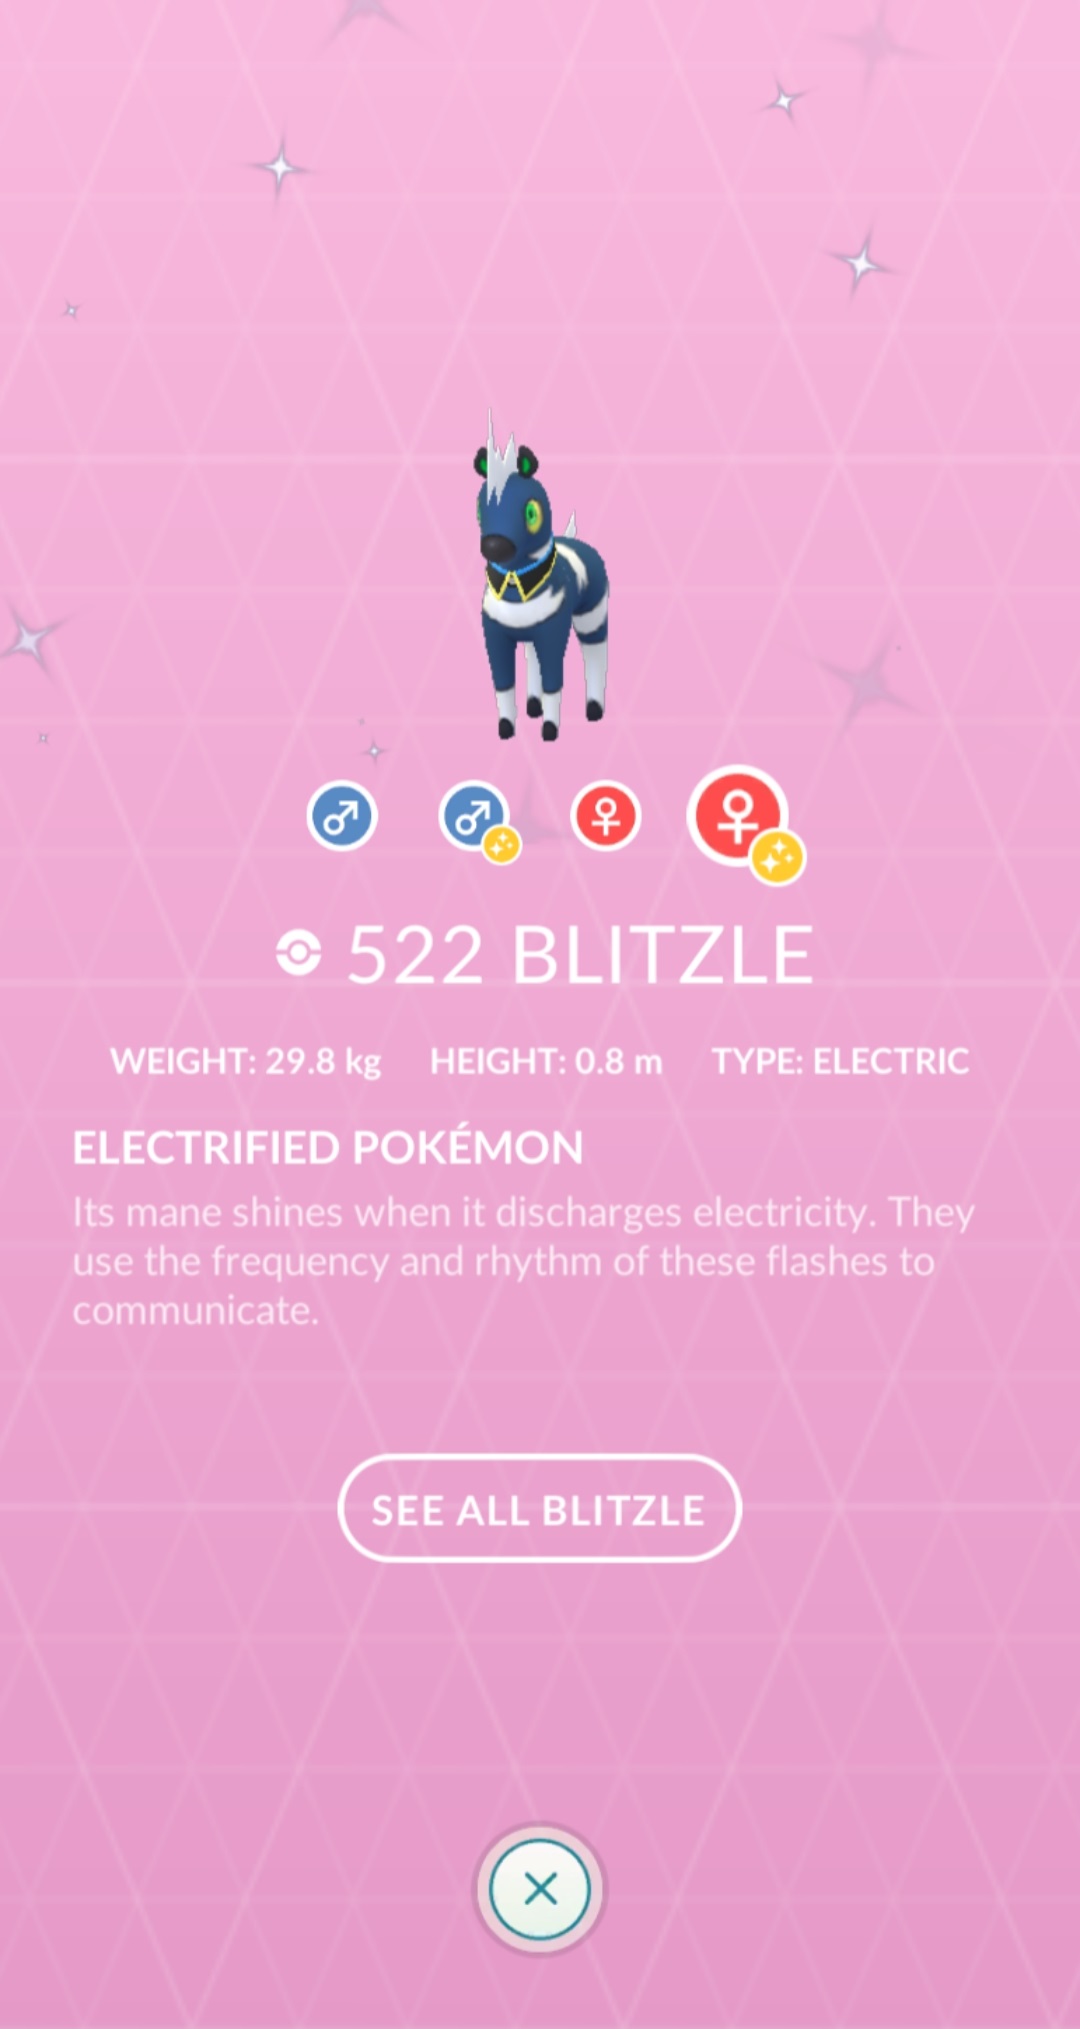 522 BLITZLE
WEIGHT: 29.8 kg HEIGHT: 0.8 m TYPE: ELECTRIC
ELECTRIFIED POKÉMON
Its mane shines when it discharges electricity. They
use the frequency and rhythm of these flashes to
communicate.
SEE ALL BLITZLE